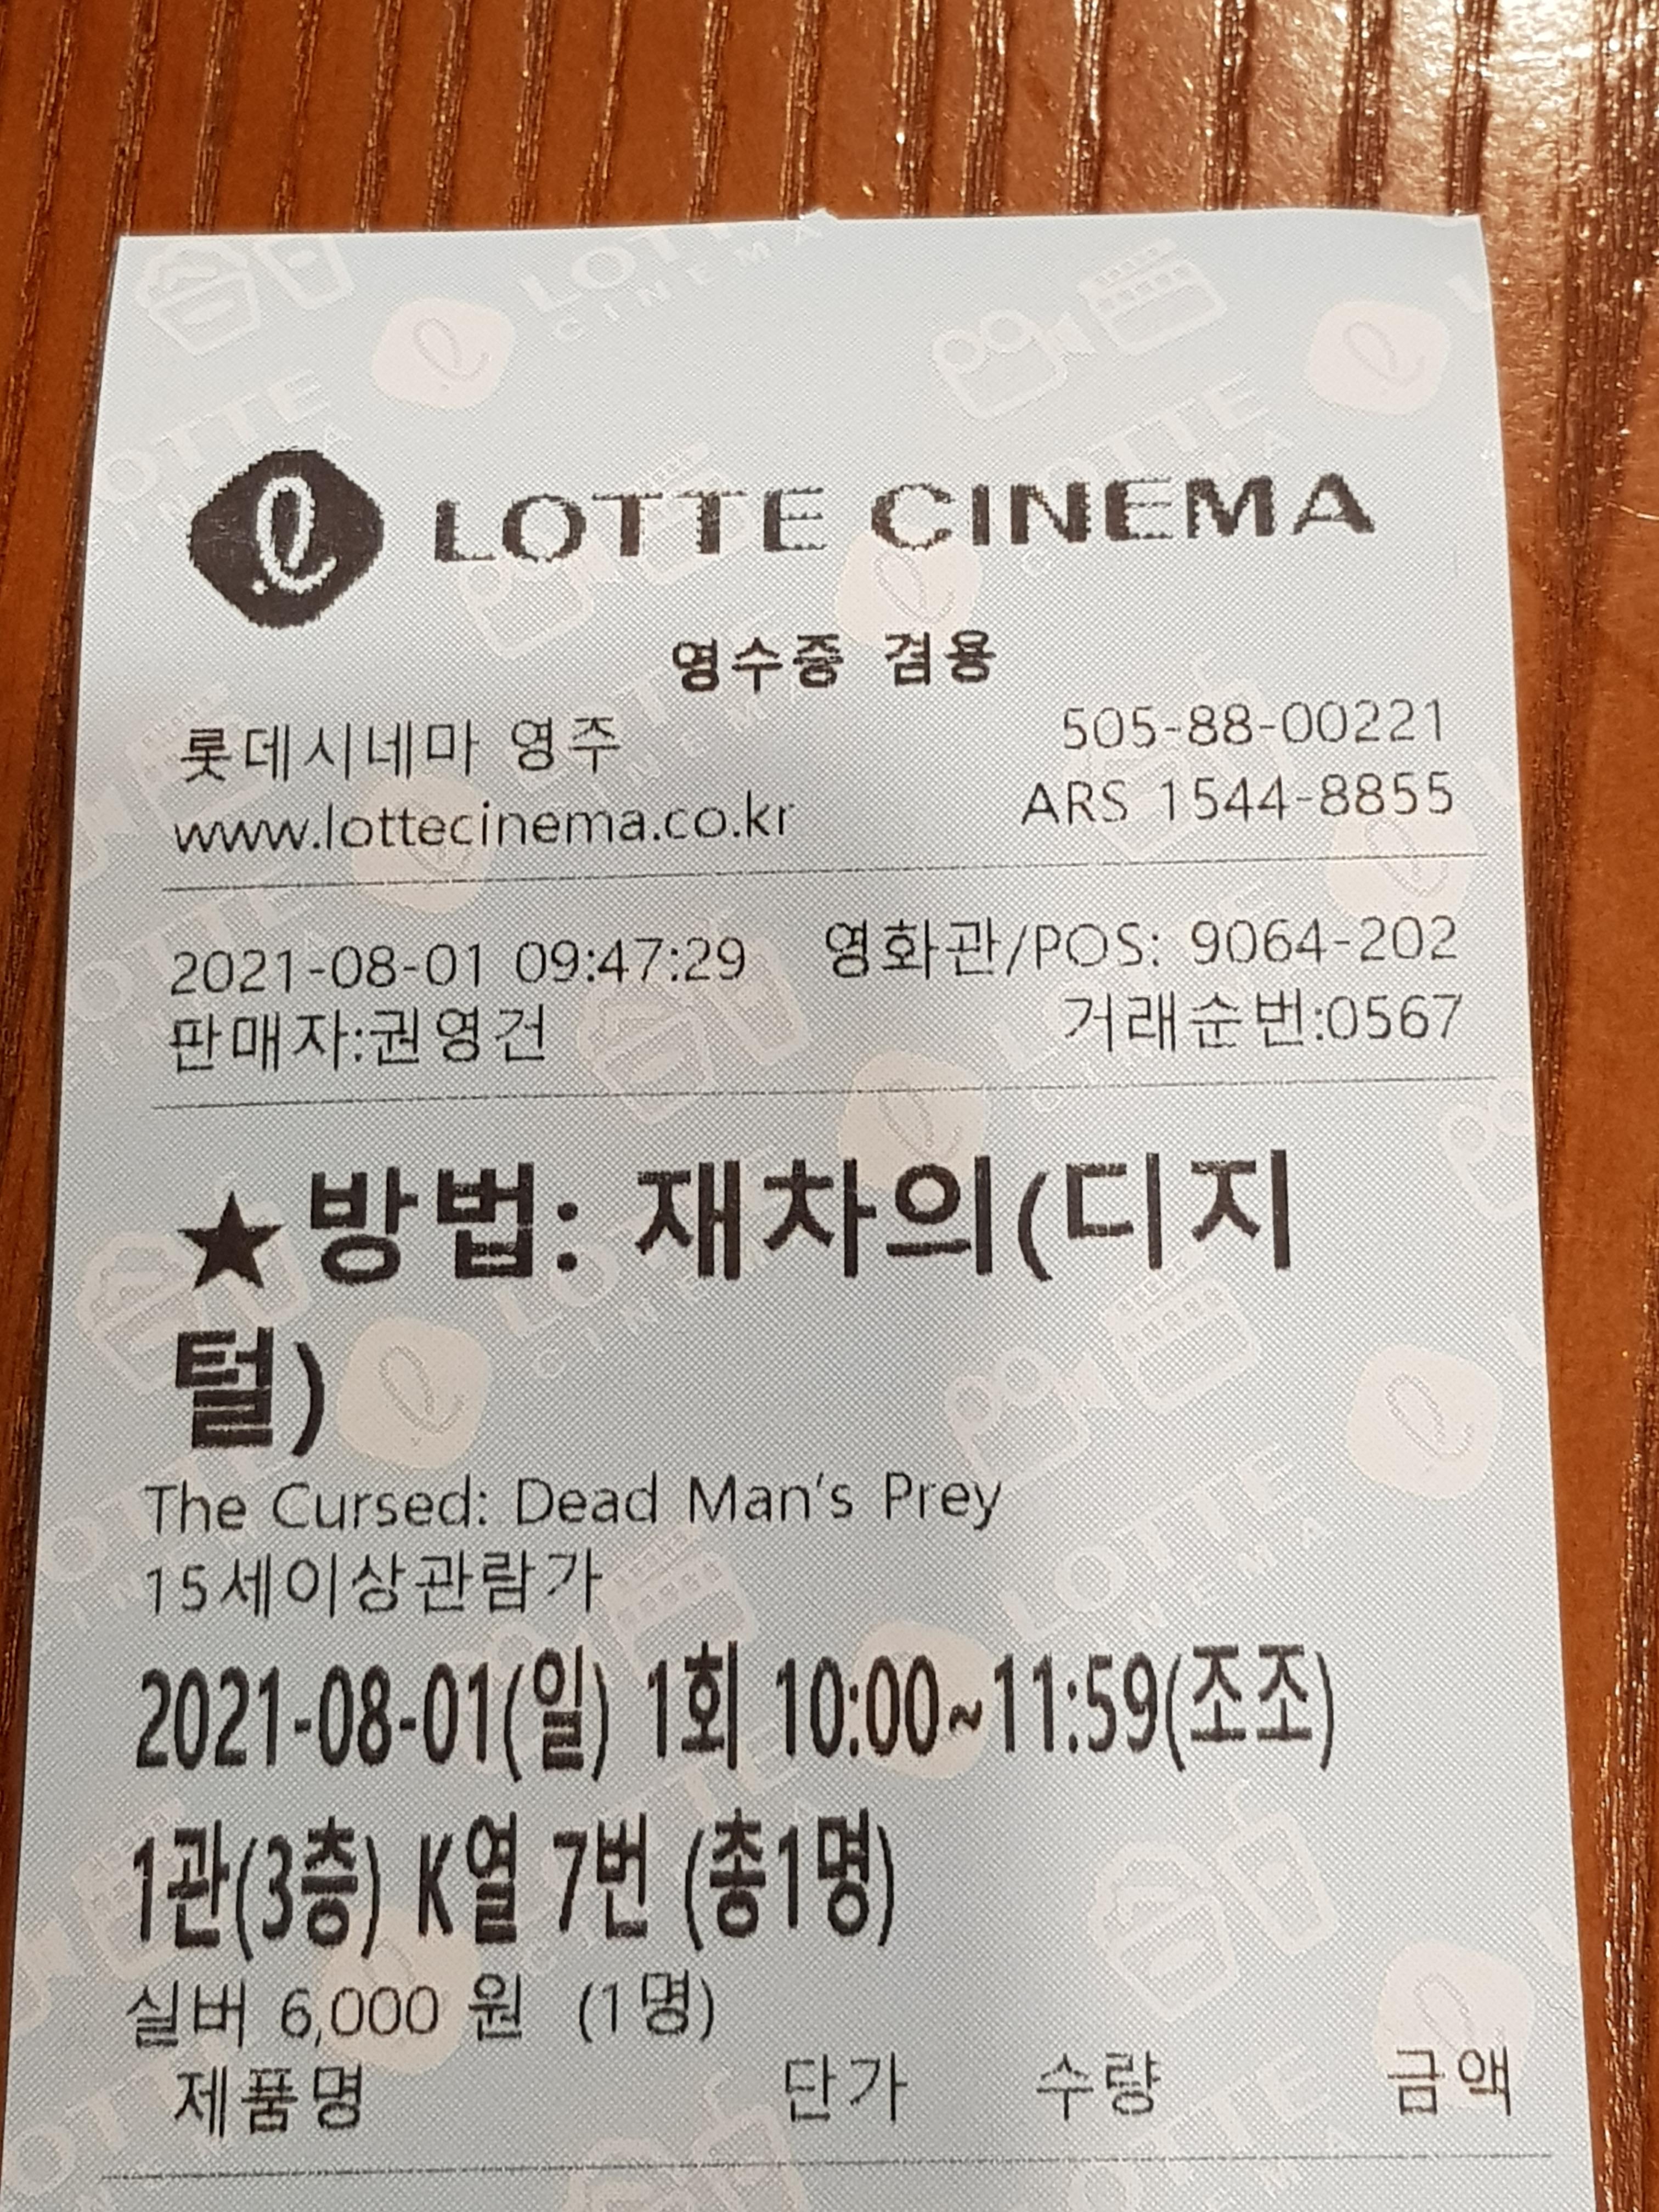 LOTTE CINEMA
영수증 겸용
롯데시네마 영주 505-88-00221
www.lottecinema.co.kr ARS 1544-8855
2021-08-01 09:47:29 영화관/POS: 9064-202
판매자:권영건 거래순번:0567
★방법: 재차의(디지
털)
The Cursed: Dead Man's Prey
15세이상관람가
2021-08-01(일) 1회 10:00~11:59(조조)
1관(3층) K열 7번 (총1명)
실버 6,000 원 (1명)
제품명 단가 수량 금액